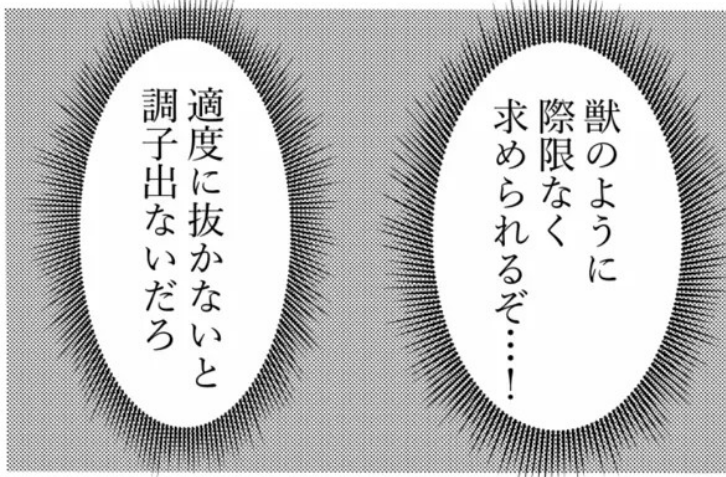 獣のように
際限なく
求められるぞ‥‥!
適度に抜かないと
調子出ないだろ